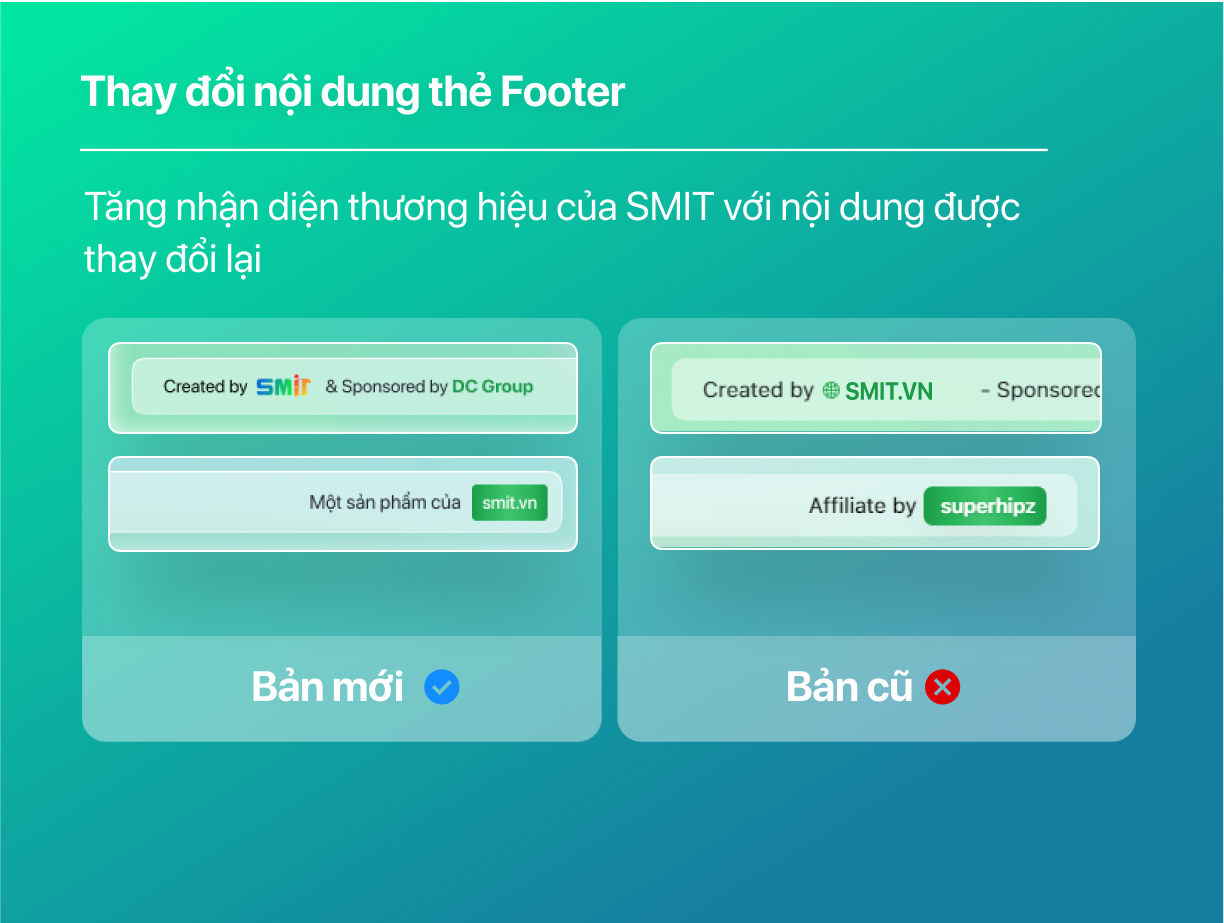 Thay đổi nội dung thẻ Footer
Tăng nhận diện thương hiệu của SMIT với nội dung được
thay đổi lại
Created by SMIT & Sponsored by DC Group
Một sản phẩm của smit.vn
Bản mới
Created by SMIT.VN - Sponsored
Affiliate by superhipz
Bản cũ